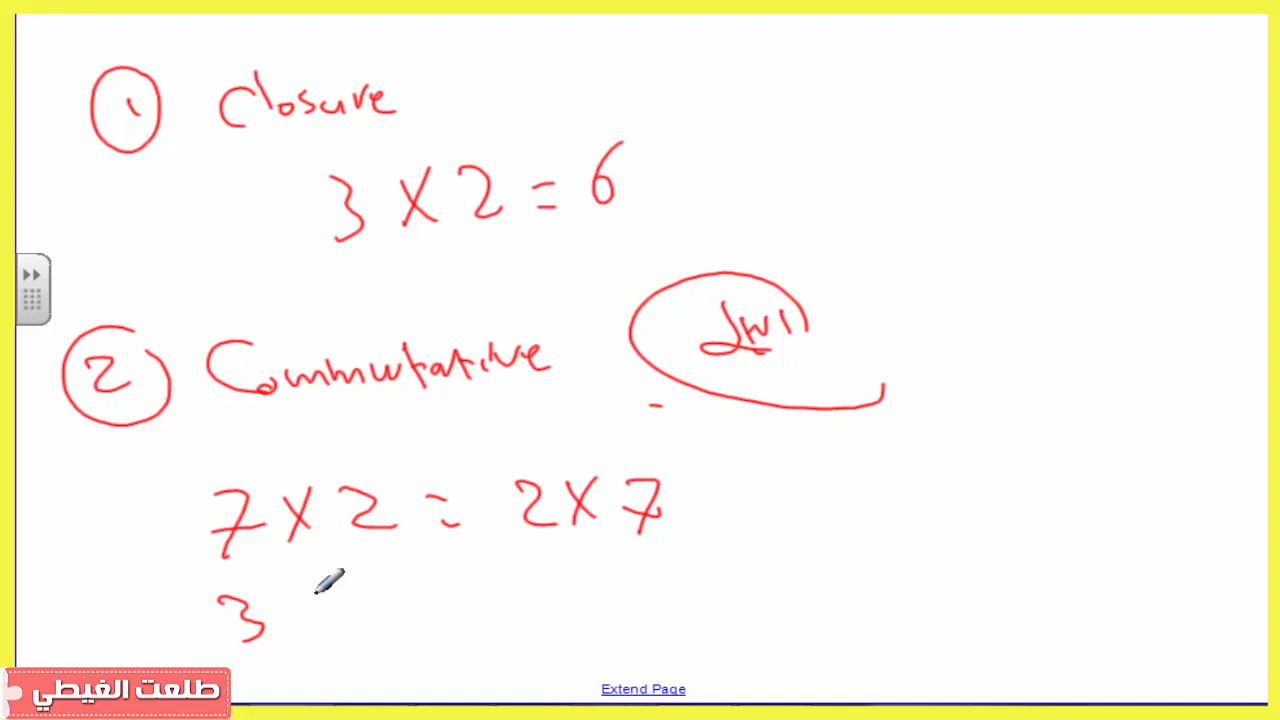 1 Closure
3 × 2 = 6
2 Commutative
7 × 2 = 2 × 7
3
طلعت الغيطي
Extend Page